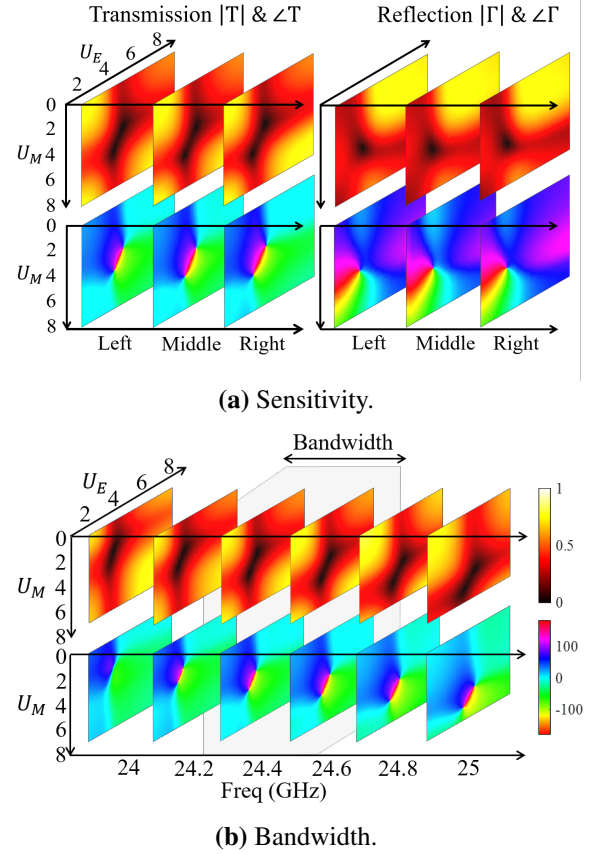 Transmission |T| & ∠T
Reflection |Γ| & ∠Γ
U_E
2 4 6 8
0
2
U_M 4
6
8
0
2
U_M 4
6
8
Left Middle Right
Left Middle Right
(a) Sensitivity.
Bandwidth
U_E
2 4 6 8
0
2
U_M 4
6
8
1
0.5
0
0
2
U_M 4
6
8
100
0
-100
24 24.2 24.4 24.6 24.8 25
Freq (GHz)
(b) Bandwidth.